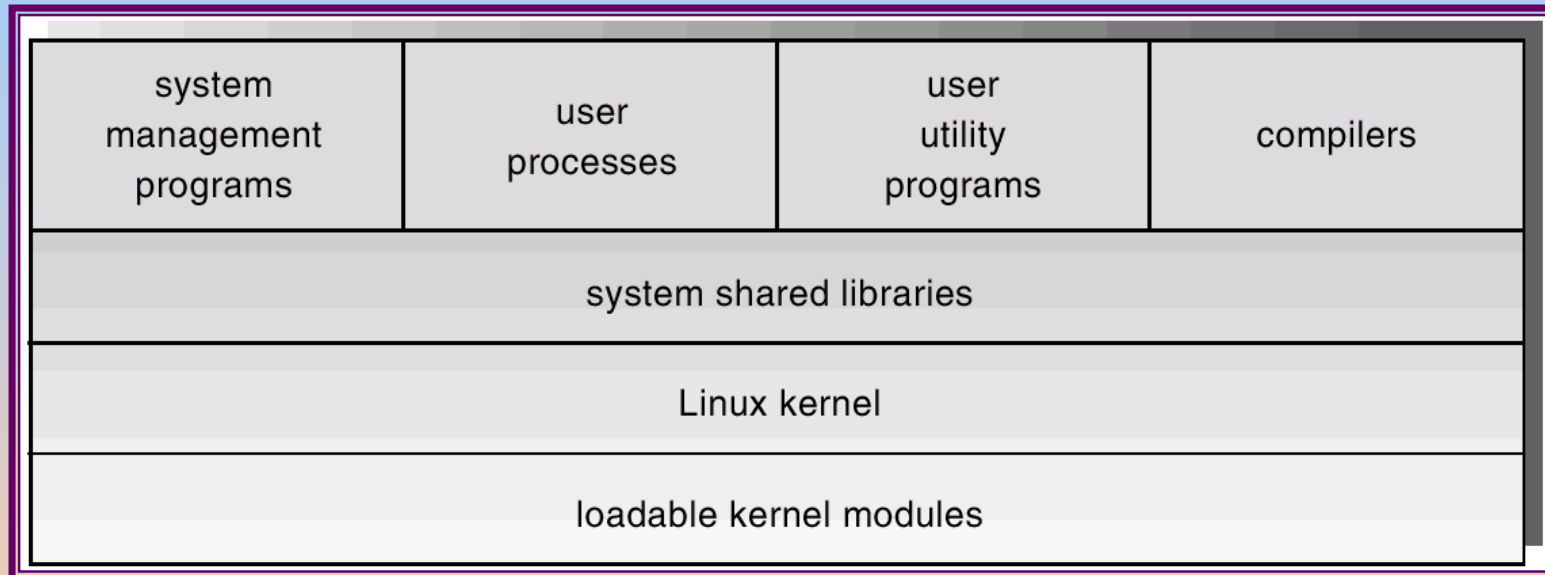 system
management
programs
user
processes
user
utility
programs
compilers
system shared libraries
Linux kernel
loadable kernel modules